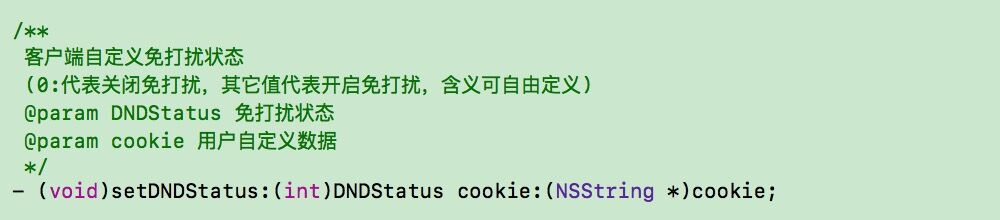 /**
客户端自定义免打扰状态
(0:代表关闭免打扰，其它值代表开启免打扰，含义可自由定义)
@param DNDStatus 免打扰状态
@param cookie 用户自定义数据
*/
- (void)setDNDStatus:(int)DNDStatus cookie:(NSString *)cookie;